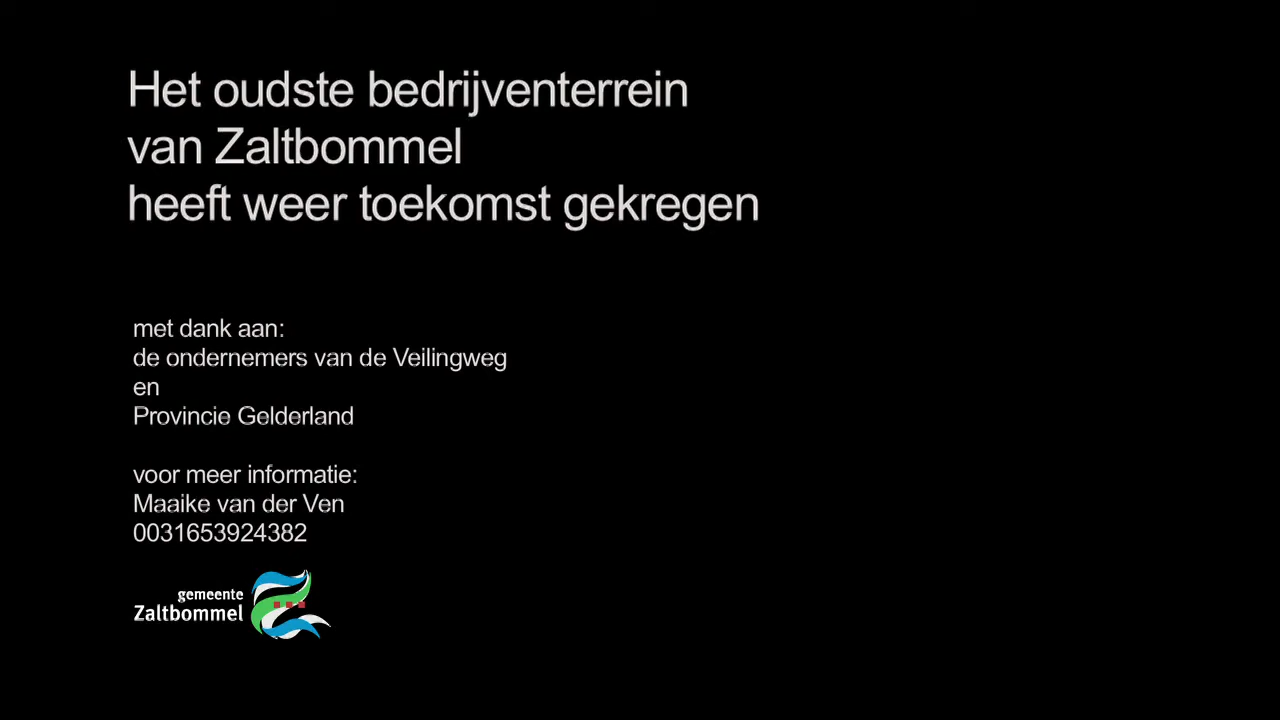 Het oudste bedrijventerrein
van Zaltbommel
heeft weer toekomst gekregen
met dank aan:
de ondernemers van de Veilingweg
en
Provincie Gelderland
voor meer informatie:
Maaike van der Ven
0031653924382
gemeente
Zaltbommel